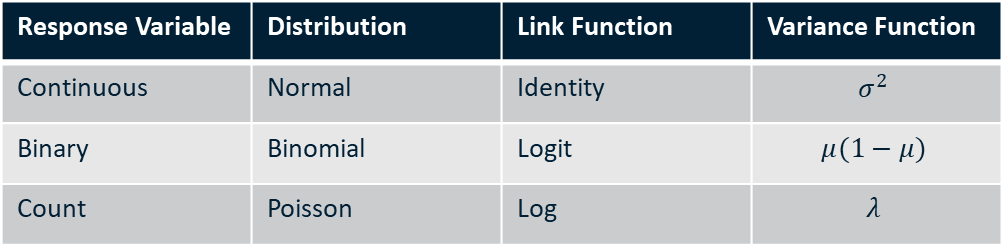 Response Variable Distribution Link Function Variance Function
Continuous Normal Identity σ²
Binary Binomial Logit μ(1 − μ)
Count Poisson Log λ